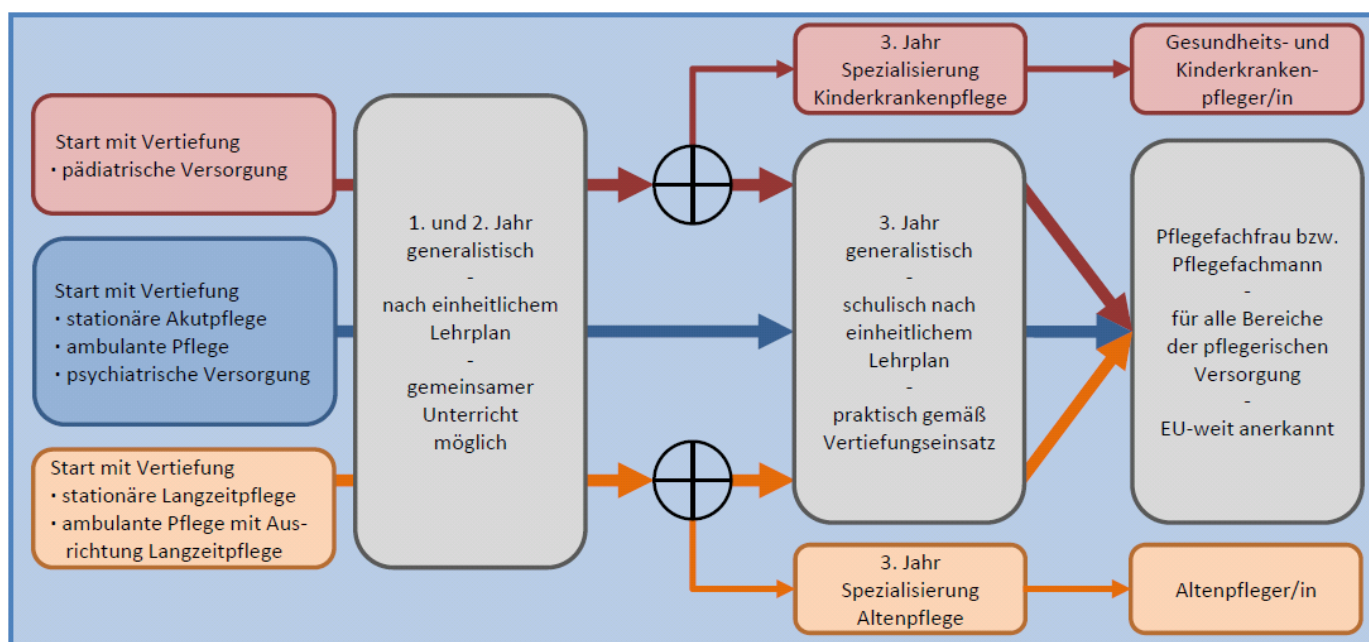 Start mit Vertiefung
· pädiatrische Versorgung
Start mit Vertiefung
· stationäre Akutpflege
· ambulante Pflege
· psychiatrische Versorgung
Start mit Vertiefung
· stationäre Langzeitpflege
· ambulante Pflege mit Aus-
richtung Langzeitpflege
1. und 2. Jahr
generalistisch
-
nach einheitlichem
Lehrplan
-
gemeinsamer
Unterricht
möglich
3. Jahr
Spezialisierung
Kinderkrankenpflege
3. Jahr
generalistisch
-
schulisch nach
einheitlichem
Lehrplan
-
praktisch gemäß
Vertiefungseinsatz
3. Jahr
Spezialisierung
Altenpflege
Gesundheits- und
Kinderkranken-
pfleger/in
Pflegefachfrau bzw.
Pflegefachmann
-
für alle Bereiche
der pflegerischen
Versorgung
-
EU-weit anerkannt
Altenpfleger/in